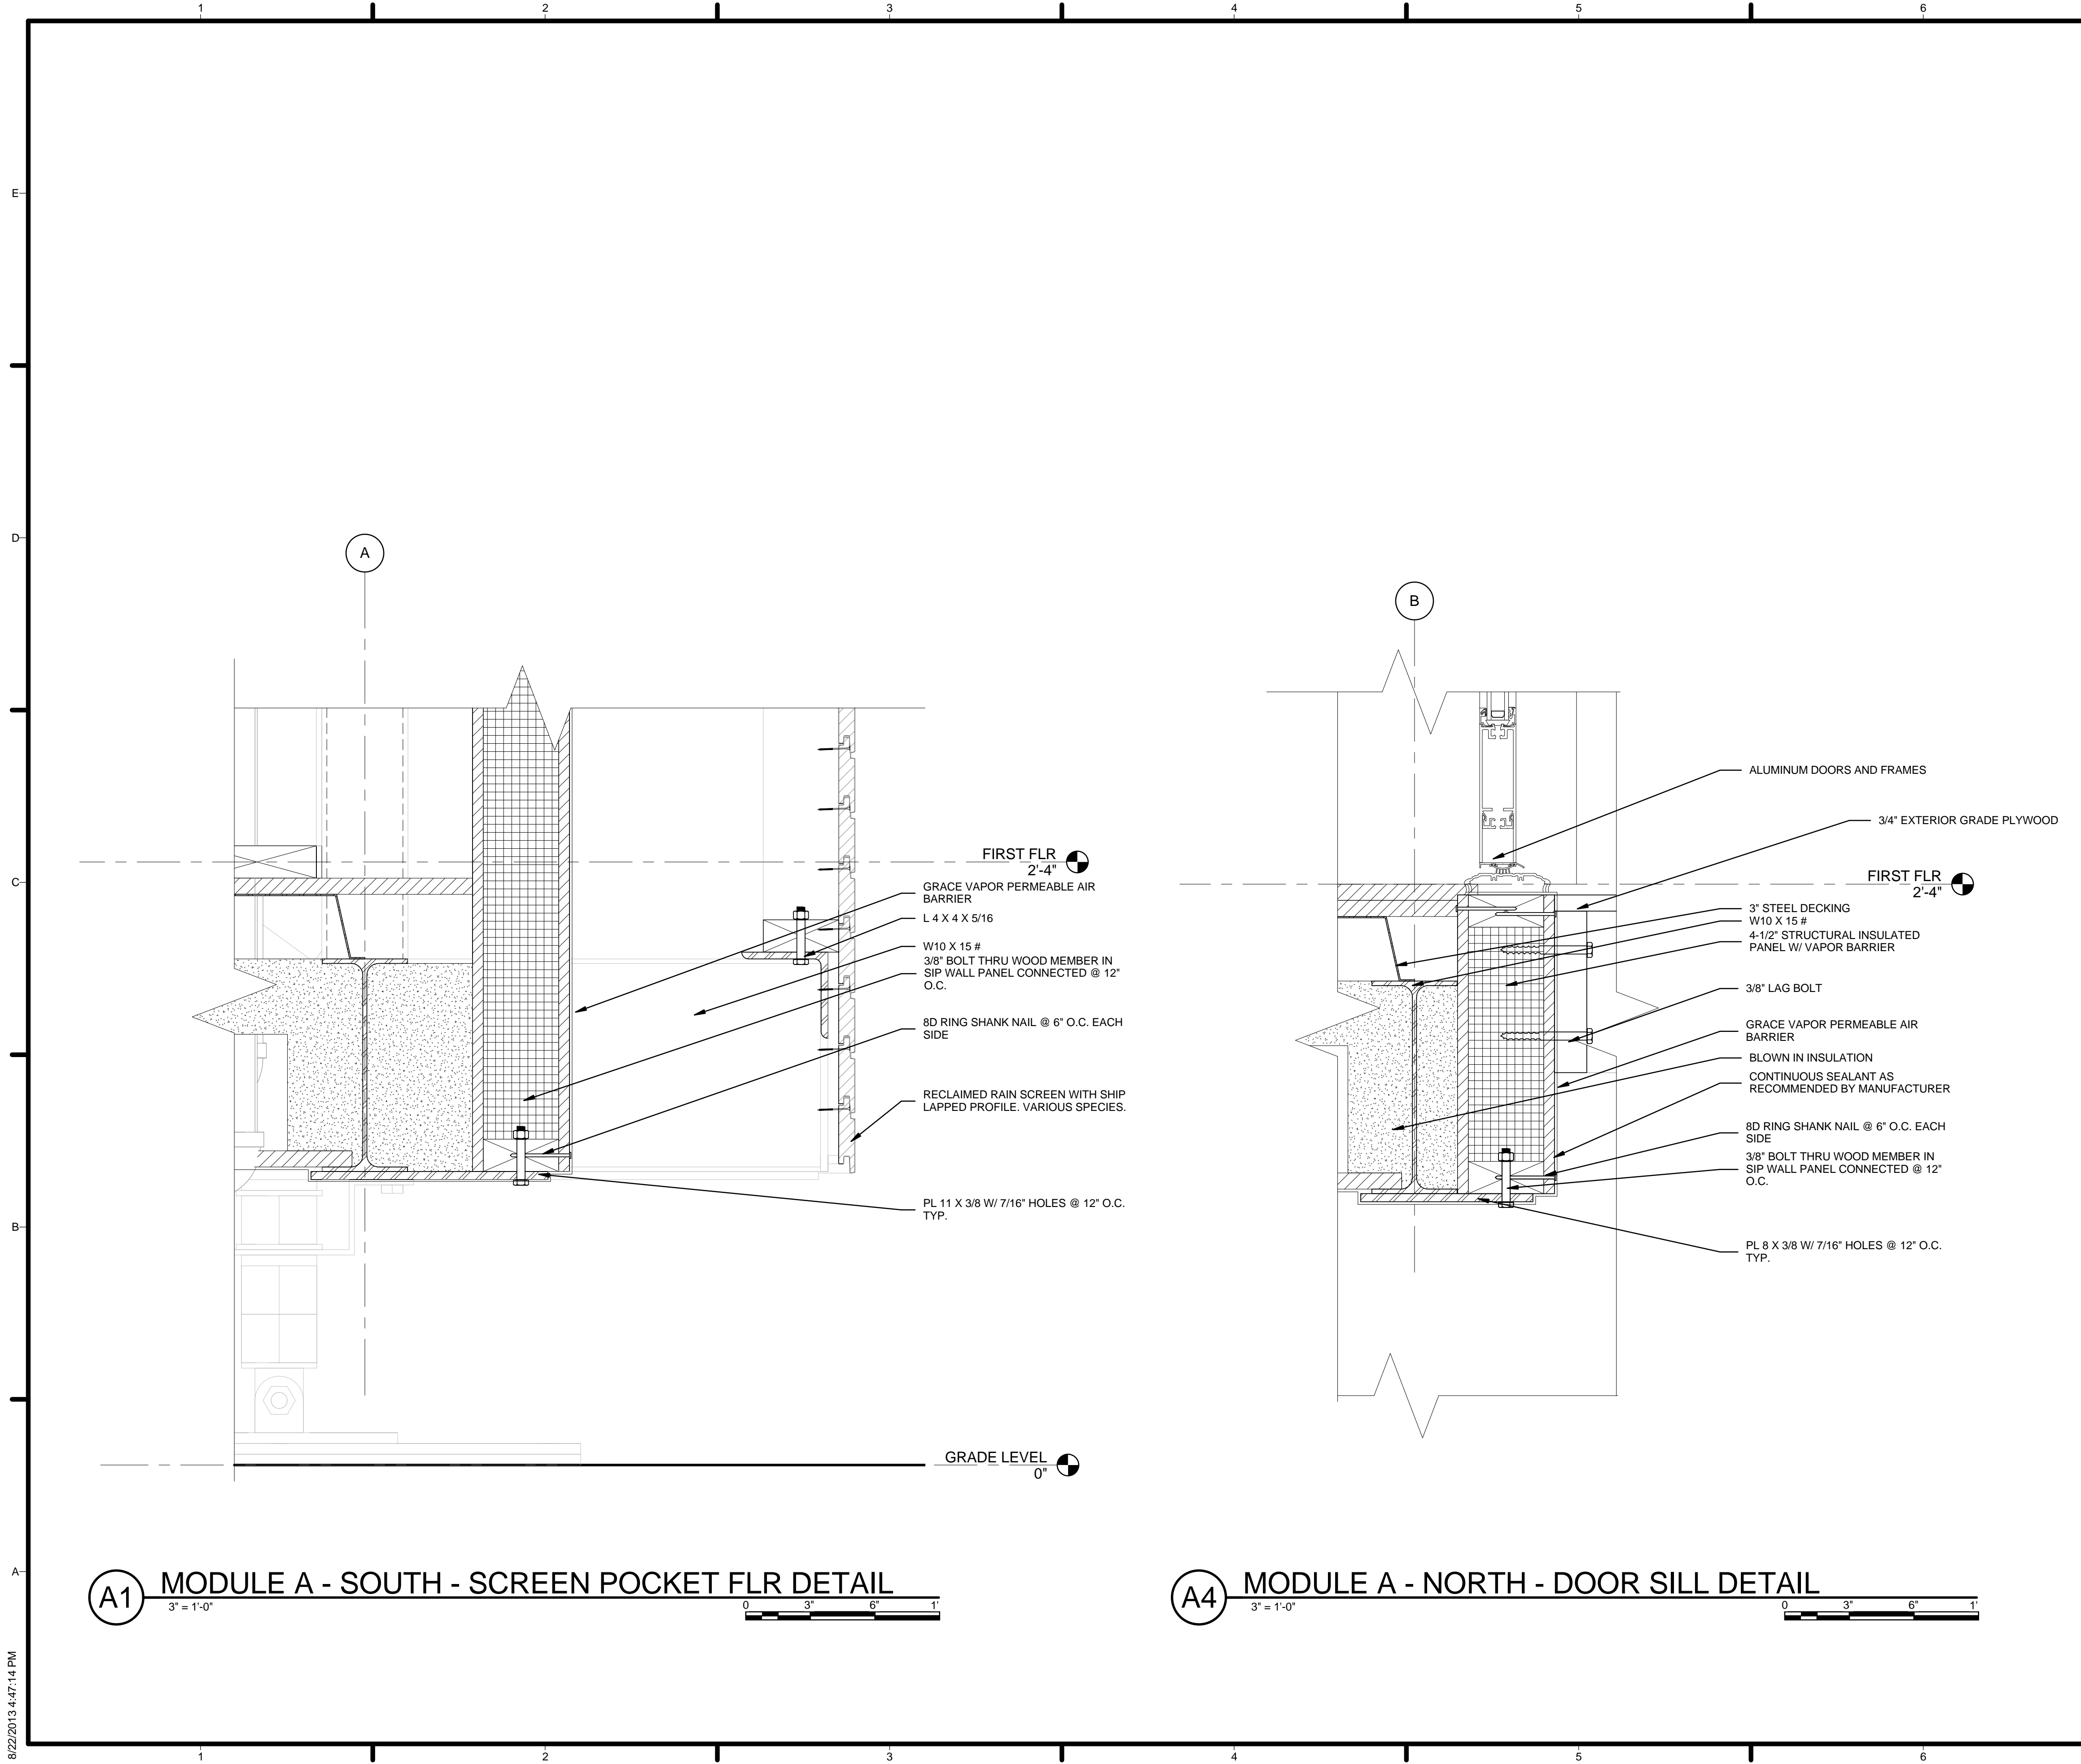 1 2 3 4 5 6
E
D
C
B
A
A
FIRST FLR
2'-4"
GRACE VAPOR PERMEABLE AIR
BARRIER
L 4 X 4 X 5/16
W10 X 15 #
3/8" BOLT THRU WOOD MEMBER IN
SIP WALL PANEL CONNECTED @ 12"
O.C.
8D RING SHANK NAIL @ 6" O.C. EACH
SIDE
RECLAIMED RAIN SCREEN WITH SHIP
LAPPED PROFILE. VARIOUS SPECIES.
PL 11 X 3/8 W/ 7/16" HOLES @ 12" O.C.
TYP.
GRADE LEVEL
0"
A1
MODULE A - SOUTH - SCREEN POCKET FLR DETAIL
3" = 1'-0"
0 3" 6" 1'
B
ALUMINUM DOORS AND FRAMES
3/4" EXTERIOR GRADE PLYWOOD
FIRST FLR
2'-4"
3" STEEL DECKING
W10 X 15 #
4-1/2" STRUCTURAL INSULATED
PANEL W/ VAPOR BARRIER
3/8" LAG BOLT
GRACE VAPOR PERMEABLE AIR
BARRIER
BLOWN IN INSULATION
CONTINUOUS SEALANT AS
RECOMMENDED BY MANUFACTURER
8D RING SHANK NAIL @ 6" O.C. EACH
SIDE
3/8" BOLT THRU WOOD MEMBER IN
SIP WALL PANEL CONNECTED @ 12"
O.C.
PL 8 X 3/8 W/ 7/16" HOLES @ 12" O.C.
TYP.
A4
MODULE A - NORTH - DOOR SILL DETAIL
3" = 1'-0"
0 3" 6" 1'
8/22/2013 4:47:14 PM
1 2 3 4 5 6